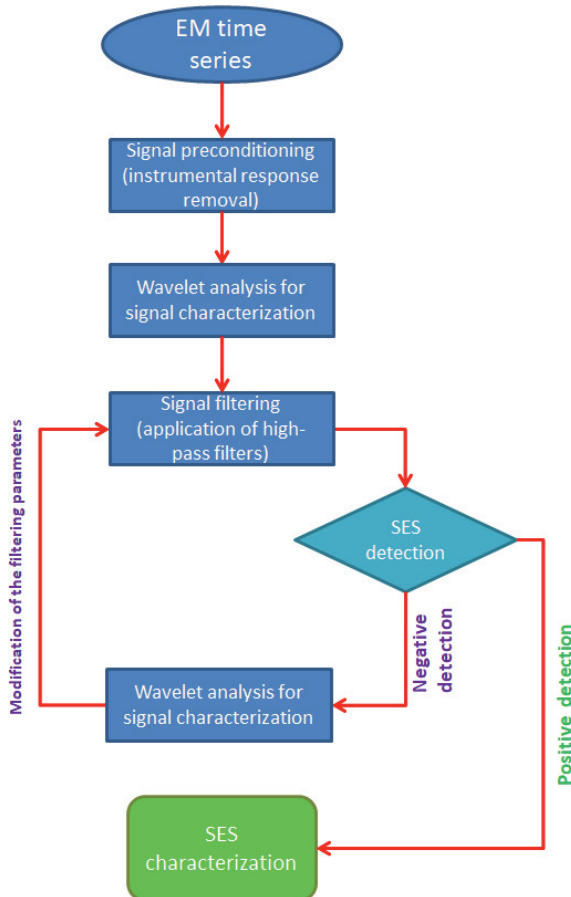 EM time
series
Signal preconditioning
(instrumental response
removal)
Wavelet analysis for
signal characterization
Signal filtering
(application of high-
pass filters)
Modification of the filtering parameters
SES
detection
Negative
detection
Positive detection
Wavelet analysis for
signal characterization
SES
characterization